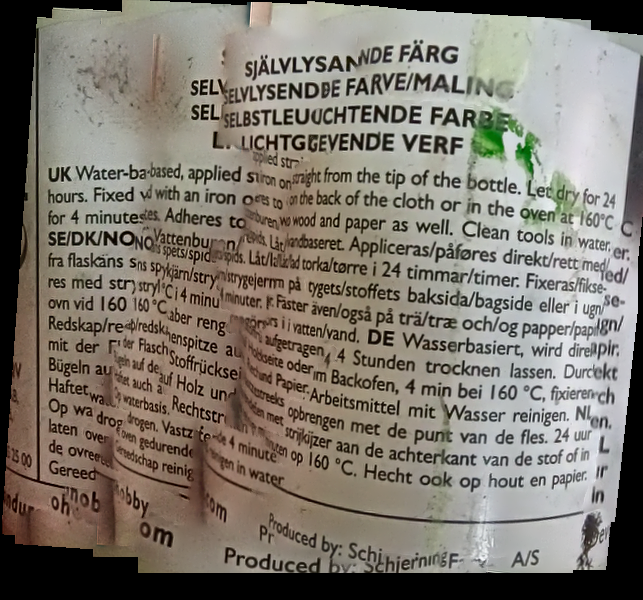 SJÄLVLYSANDE FÄRG
SELVLYSENDE FARVE/MALING
SELBSTLEUCHTENDE FARBE
LICHTGEVENDE VERF
UK Water-based, applied straight from the tip of the bottle. Let dry for 24
hours. Fixed with an iron on the back of the cloth or in the oven at 160°C
for 4 minutes. Adheres to wood and paper as well. Clean tools in water.
SE/DK/NO Vattenburen/vandbaseret. Appliceras/påføres direkt/rett med/
fra flaskans spets/spids. Låt/lad torka/tørre i 24 timmar/timer. Fixeras/fikse-
res med strykjärn/strygejern på tygets/stoffets baksida/bagside eller i ugn/
ovn vid 160 °C i 4 minuter. Fäster även/også på trä/træ och/og papper/papir.
Redskap/redsk rengörs i vatten/vand. DE Wasserbasiert, wird direkt
mit der Flaschenspitze aufgetragen, 4 Stunden trocknen lassen. Durch
Bügeln auf der Stoffrückseite oder im Backofen, 4 min bei 160 °C, fixieren.
Haftet auch auf Holz und Papier. Arbeitsmittel mit Wasser reinigen. NL
Op waterbasis. Rechtstreeks opbrengen met de punt van de fles. 24 uur
laten drogen. Vastzetten met strijkijzer aan de achterkant van de stof of in
de oven gedurende 4 minuten op 160 °C. Hecht ook op hout en papier.
Gereedschap reinigen in water
hobby
com
Produced by: Schjerning F A/S